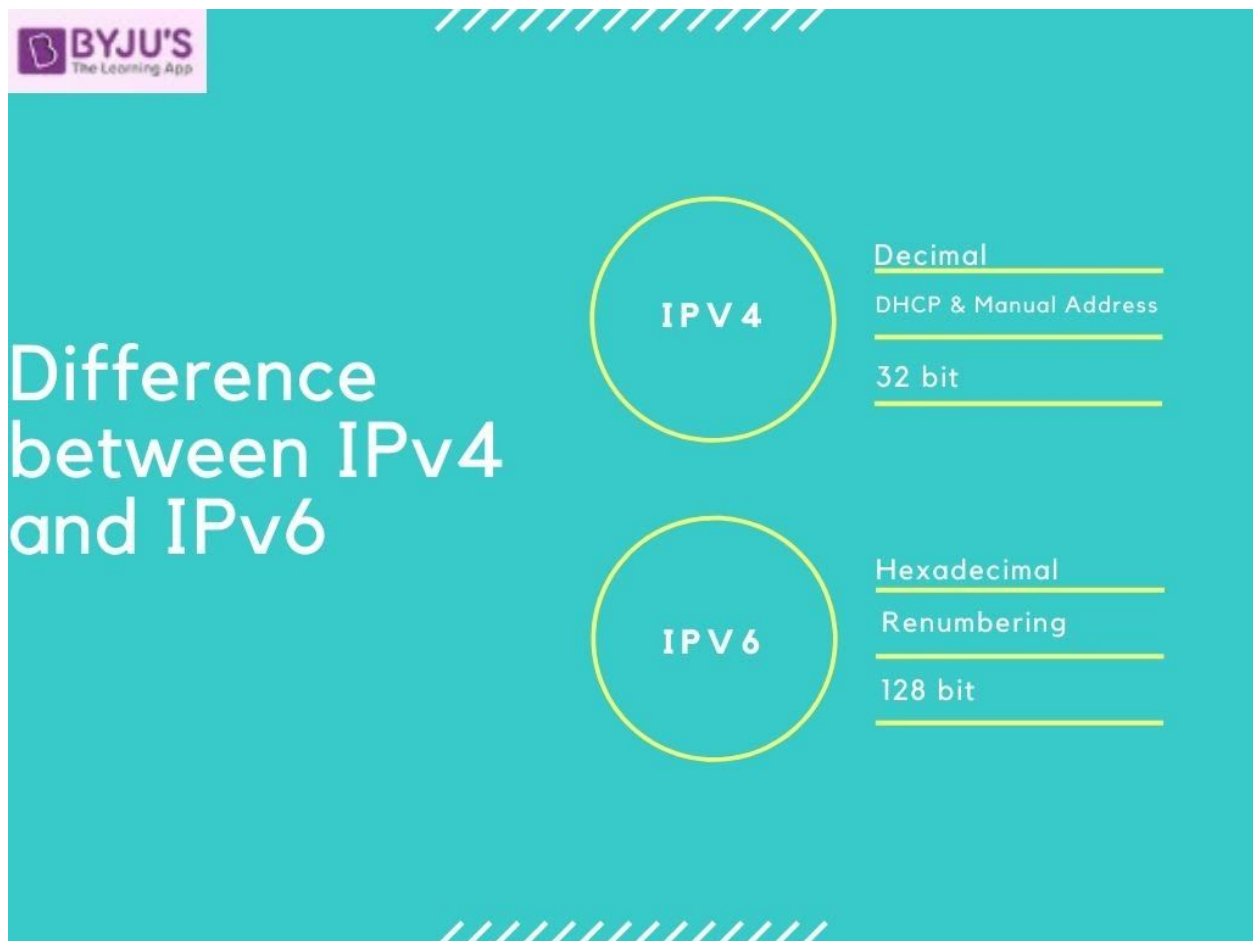 BYJU'S
The Learning App
Difference
between IPv4
and IPv6
IPV4
Decimal
DHCP & Manual Address
32 bit
IPV6
Hexadecimal
Renumbering
128 bit